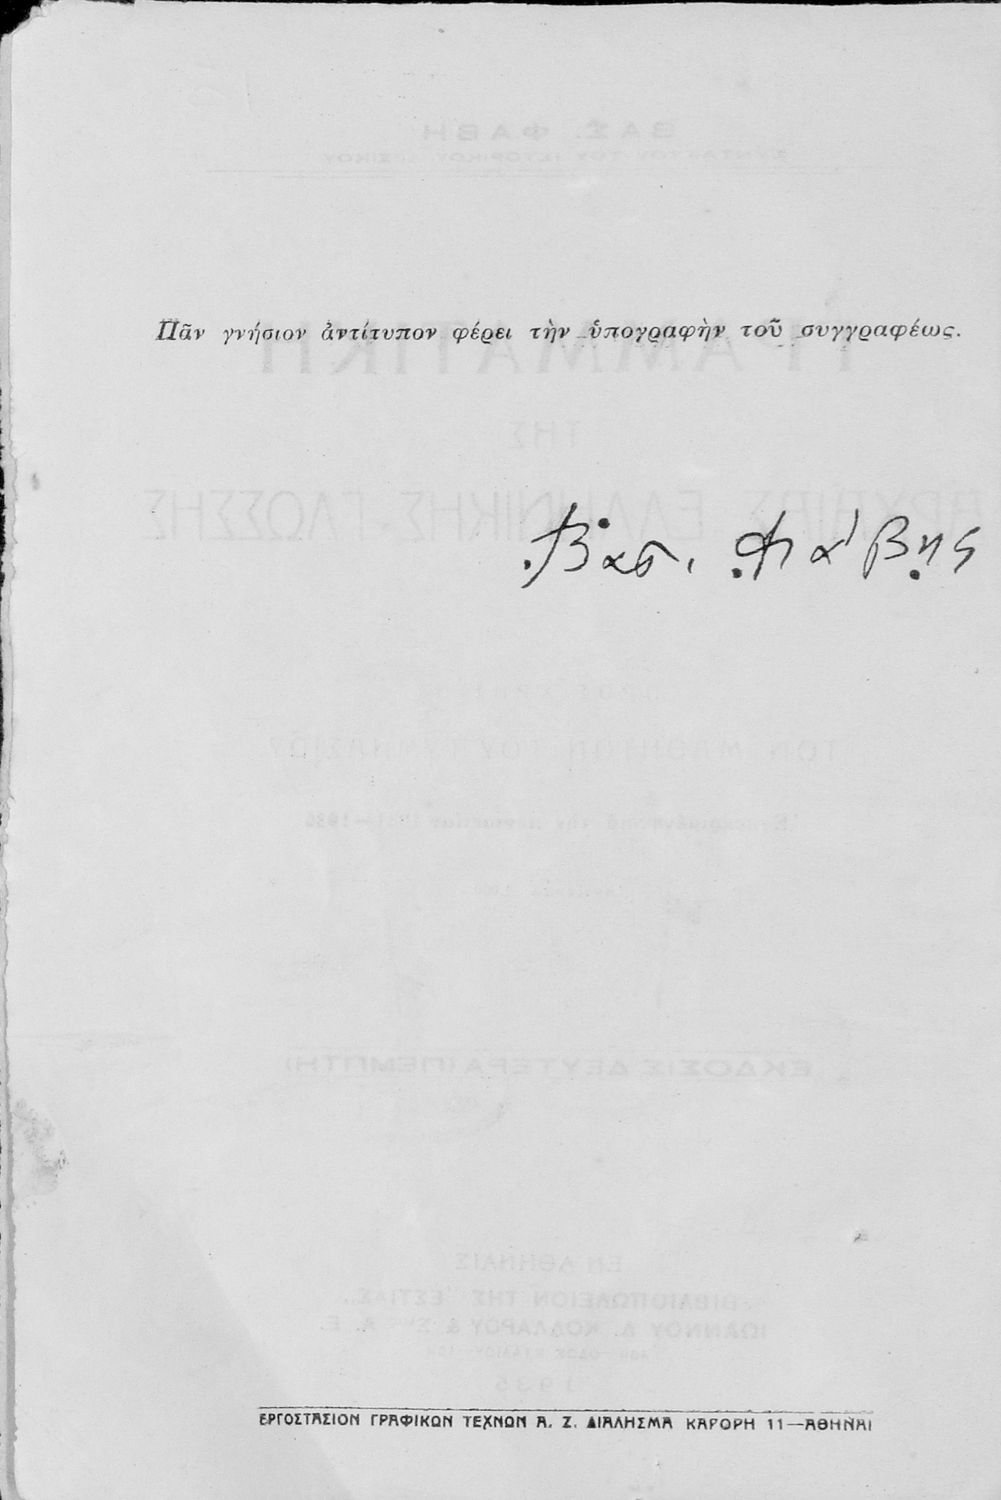 Πᾶν γνήσιον ἀντίτυπον φέρει τὴν ὑπογραφὴν τοῦ συγγραφέως.
Βασ. Φάβης
ΕΡΓΟΣΤΑΣΙΟΝ ΓΡΑΦΙΚΩΝ ΤΕΧΝΩΝ Α. Ζ. ΔΙΑΛΗΣΜΑ ΚΑΡΟΡΗ 11—ΑΘΗΝΑΙ